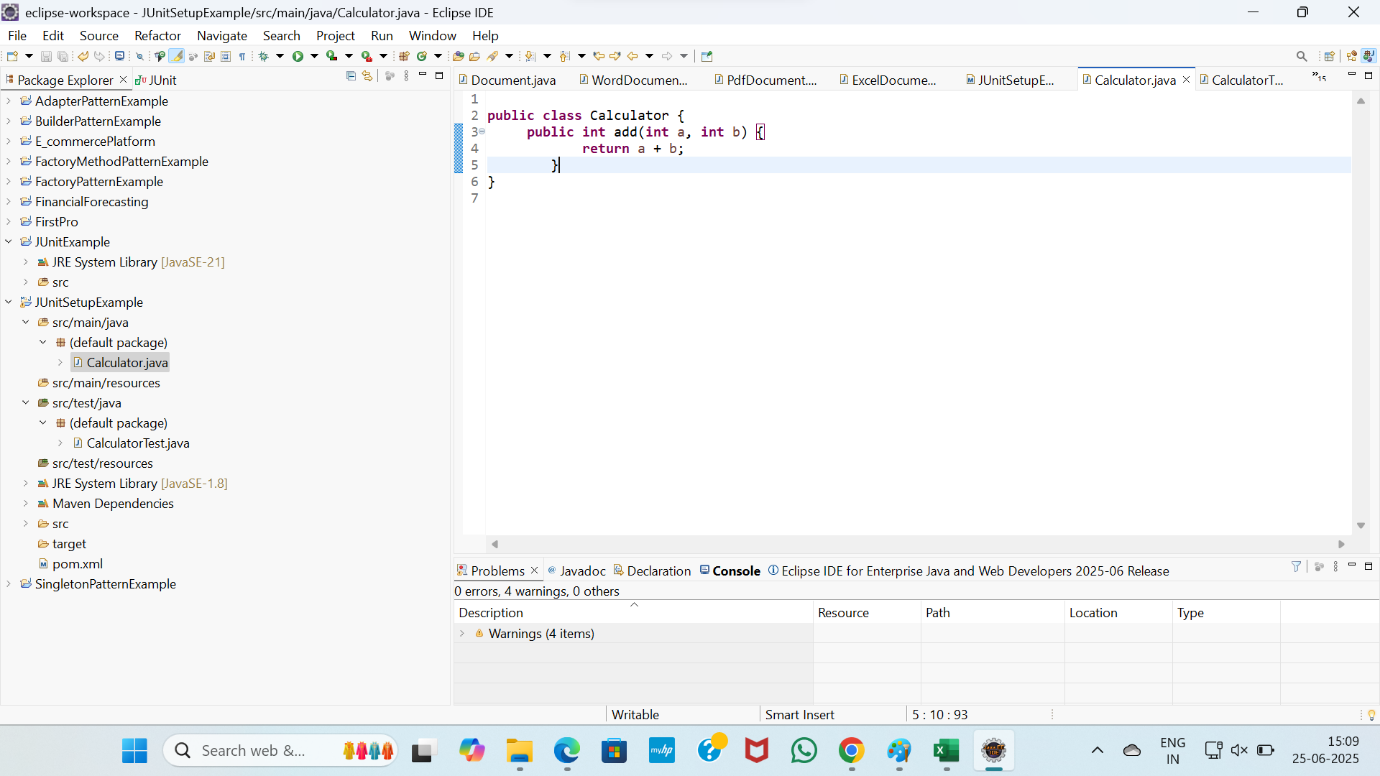 eclipse-workspace - JUnitSetupExample/src/main/java/Calculator.java - Eclipse IDE
File Edit Source Refactor Navigate Search Project Run Window Help
Package Explorer JUnit
AdapterPatternExample
BuilderPatternExample
E_commercePlatform
FactoryMethodPatternExample
FactoryPatternExample
FinancialForecasting
FirstPro
JUnitExample
JRE System Library [JavaSE-21]
src
JUnitSetupExample
src/main/java
(default package)
Calculator.java
src/main/resources
src/test/java
(default package)
CalculatorTest.java
src/test/resources
JRE System Library [JavaSE-1.8]
Maven Dependencies
src
target
pom.xml
SingletonPatternExample
Document.java WordDocumen... PdfDocument.... ExcelDocume... JUnitSetupE... Calculator.java CalculatorT... »15
1
2 public class Calculator {
3 public int add(int a, int b) {
4 return a + b;
5 }
6 }
7
Problems Javadoc Declaration Console Eclipse IDE for Enterprise Java and Web Developers 2025-06 Release
0 errors, 4 warnings, 0 others
Description Resource Path Location Type
Warnings (4 items)
Writable Smart Insert 5 : 10 : 93
Search web &... myhp ENG IN 15:09 25-06-2025